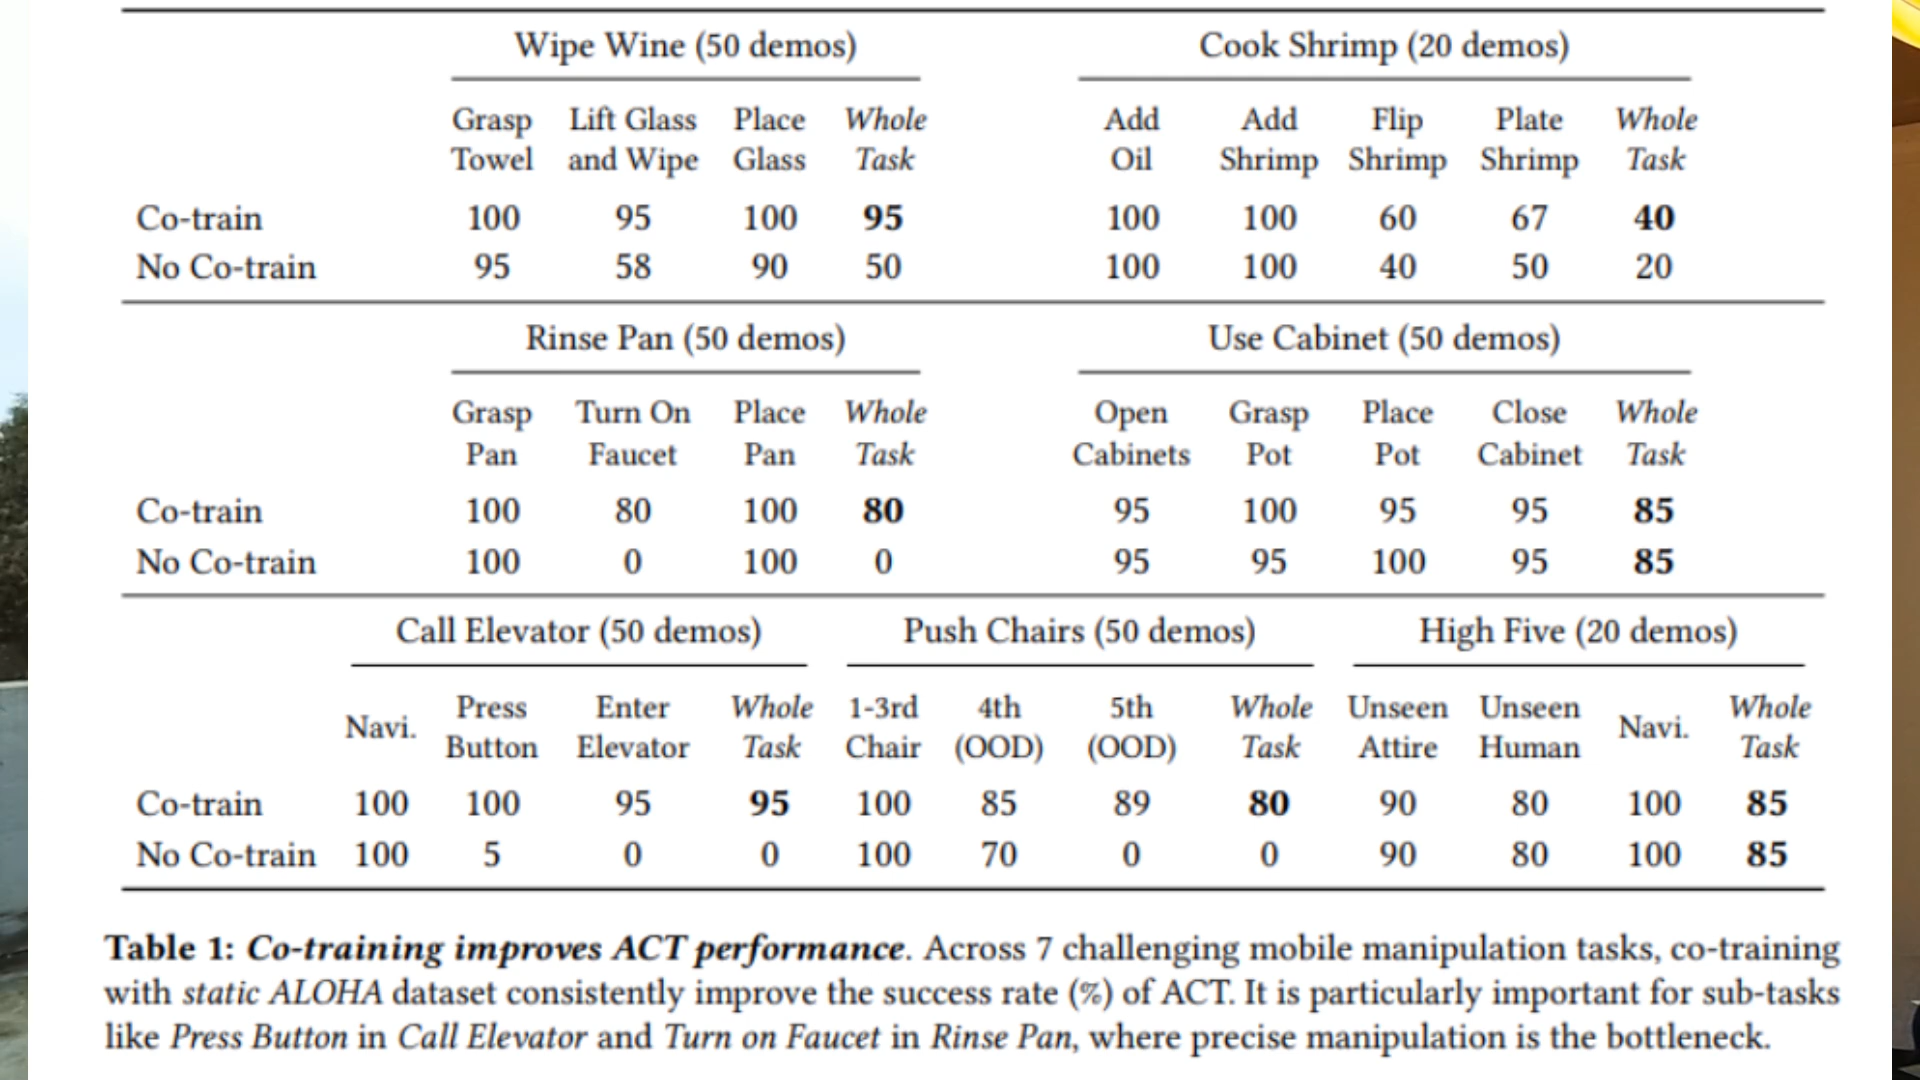 Wipe Wine (50 demos) Cook Shrimp (20 demos)
Grasp Lift Glass Place Whole Add Add Flip Plate Whole
Towel and Wipe Glass Task Oil Shrimp Shrimp Shrimp Task
Co-train 100 95 100 95 100 100 60 67 40
No Co-train 95 58 90 50 100 100 40 50 20
Rinse Pan (50 demos) Use Cabinet (50 demos)
Grasp Turn On Place Whole Open Grasp Place Close Whole
Pan Faucet Pan Task Cabinets Pot Pot Cabinet Task
Co-train 100 80 100 80 95 100 95 95 85
No Co-train 100 0 100 0 95 95 100 95 85
Call Elevator (50 demos) Push Chairs (50 demos) High Five (20 demos)
Navi. Press Enter Whole 1-3rd 4th 5th Whole Unseen Unseen Navi. Whole
Button Elevator Task Chair (OOD) (OOD) Task Attire Human Task
Co-train 100 100 95 95 100 85 89 80 90 80 100 85
No Co-train 100 5 0 0 100 70 0 0 90 80 100 85
Table 1: Co-training improves ACT performance. Across 7 challenging mobile manipulation tasks, co-training
with static ALOHA dataset consistently improve the success rate (%) of ACT. It is particularly important for sub-tasks
like Press Button in Call Elevator and Turn on Faucet in Rinse Pan, where precise manipulation is the bottleneck.